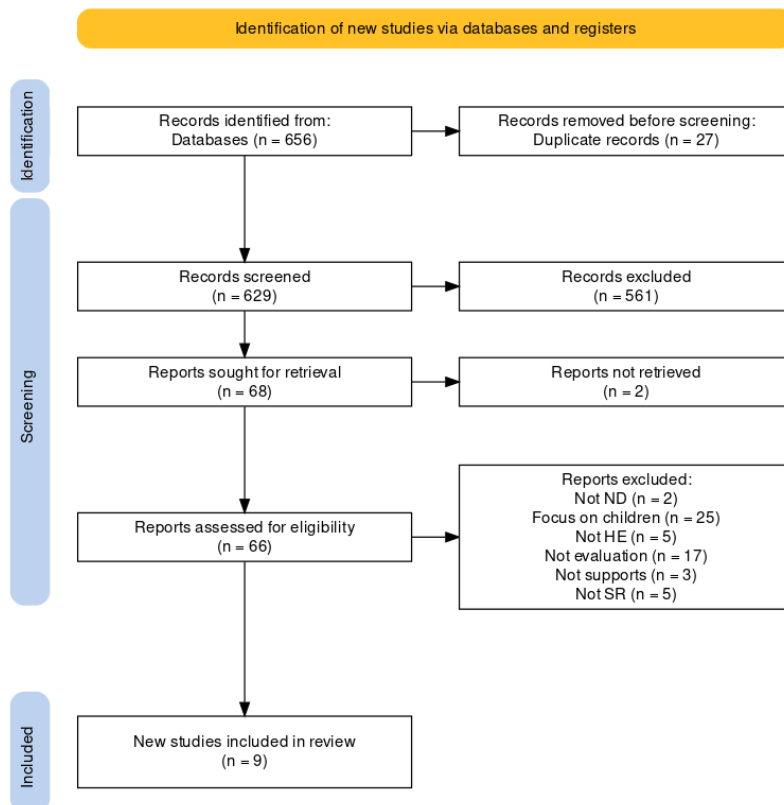 Identification of new studies via databases and registers
Identification
Records identified from:
Databases (n = 656)
Records removed before screening:
Duplicate records (n = 27)
Screening
Records screened
(n = 629)
Records excluded
(n = 561)
Reports sought for retrieval
(n = 68)
Reports not retrieved
(n = 2)
Reports assessed for eligibility
(n = 66)
Reports excluded:
Not ND (n = 2)
Focus on children (n = 25)
Not HE (n = 5)
Not evaluation (n = 17)
Not supports (n = 3)
Not SR (n = 5)
Included
New studies included in review
(n = 9)